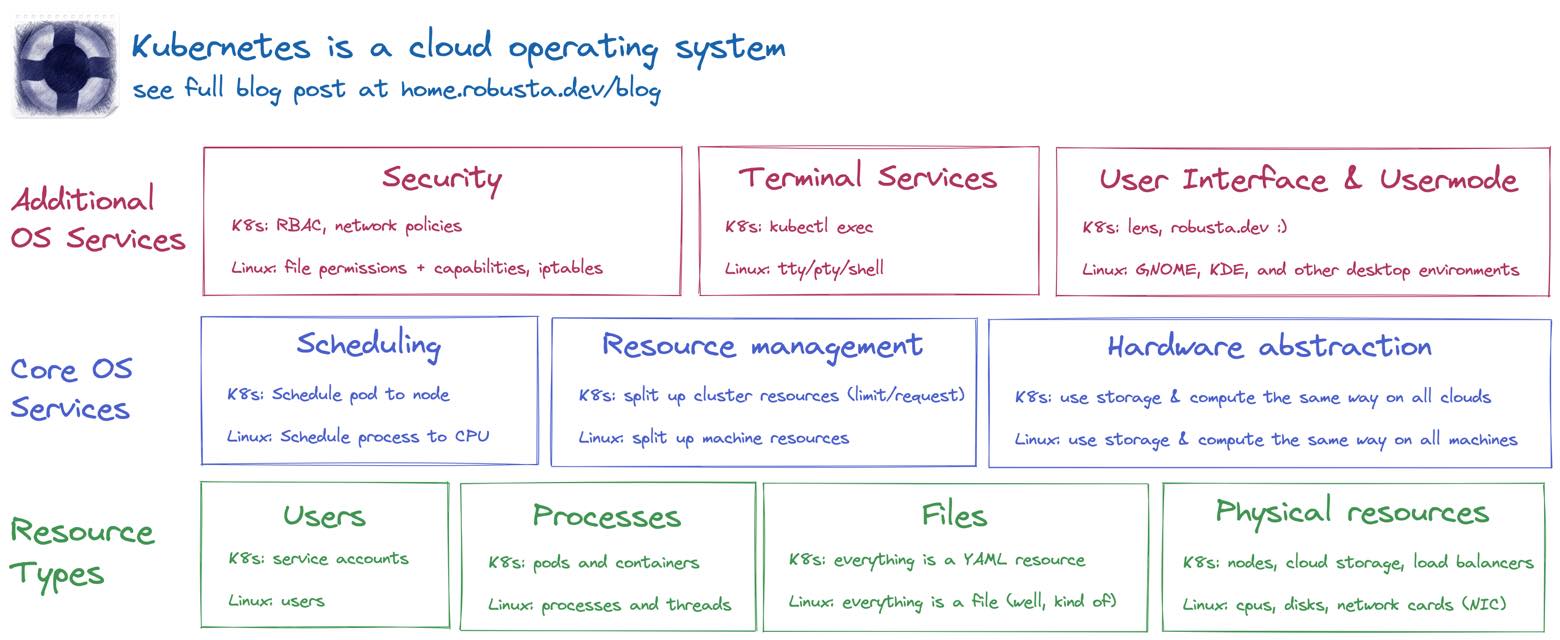 Kubernetes is a cloud operating system
see full blog post at home.robusta.dev/blog
Additional
OS Services
Security
K8s: RBAC, network policies
Linux: file permissions + capabilities, iptables
Terminal Services
K8s: kubectl exec
Linux: tty/pty/shell
User Interface & Usermode
K8s: lens, robusta.dev :)
Linux: GNOME, KDE, and other desktop environments
Core OS
Services
Scheduling
K8s: Schedule pod to node
Linux: Schedule process to CPU
Resource management
K8s: split up cluster resources (limit/request)
Linux: split up machine resources
Hardware abstraction
K8s: use storage & compute the same way on all clouds
Linux: use storage & compute the same way on all machines
Resource
Types
Users
K8s: service accounts
Linux: users
Processes
K8s: pods and containers
Linux: processes and threads
Files
K8s: everything is a YAML resource
Linux: everything is a file (well, kind of)
Physical resources
K8s: nodes, cloud storage, load balancers
Linux: cpus, disks, network cards (NIC)